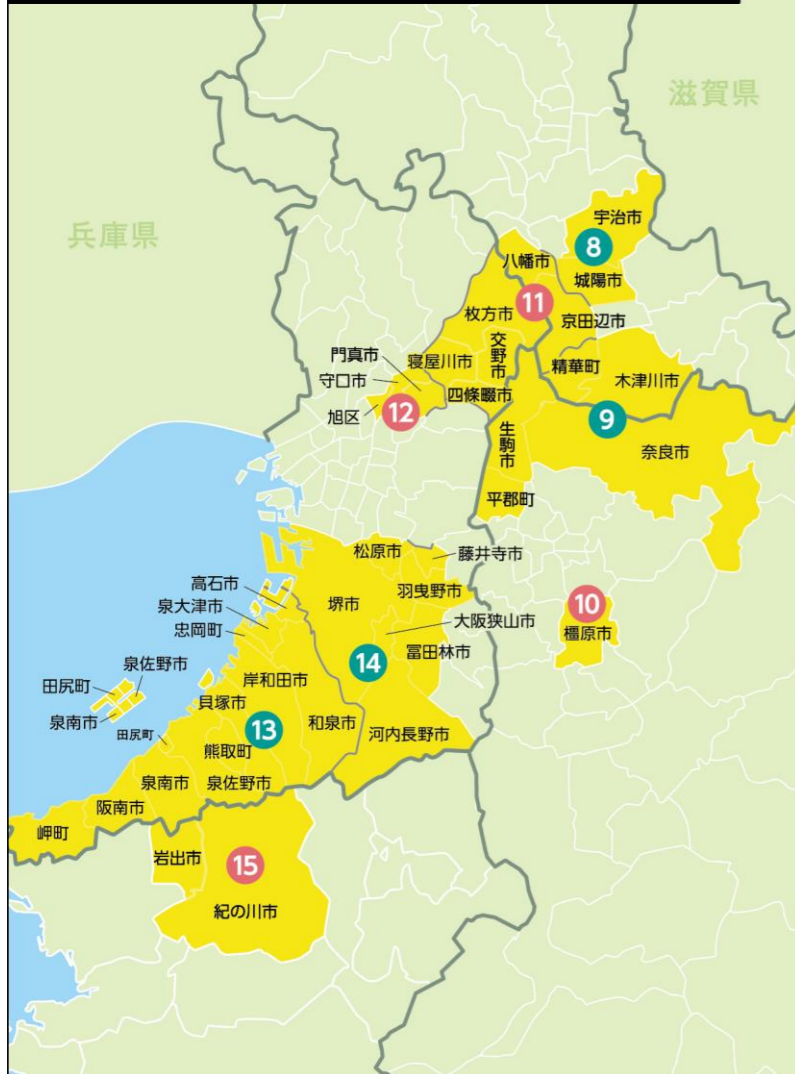 滋賀県
兵庫県
宇治市
8
八幡市
城陽市
11
枚方市
京田辺市
交野市
門真市
寝屋川市
精華町
木津川市
守口市
四條畷市
旭区
12
9
生駒市
奈良市
平郡町
松原市
藤井寺市
高石市
羽曳野市
堺市
泉大津市
大阪狭山市
10
忠岡町
橿原市
冨田林市
泉佐野市
14
田尻町
岸和田市
貝塚市
泉南市
和泉市
13
河内長野市
田尻町
熊取町
泉南市
泉佐野市
阪南市
岬町
岩出市
15
紀の川市